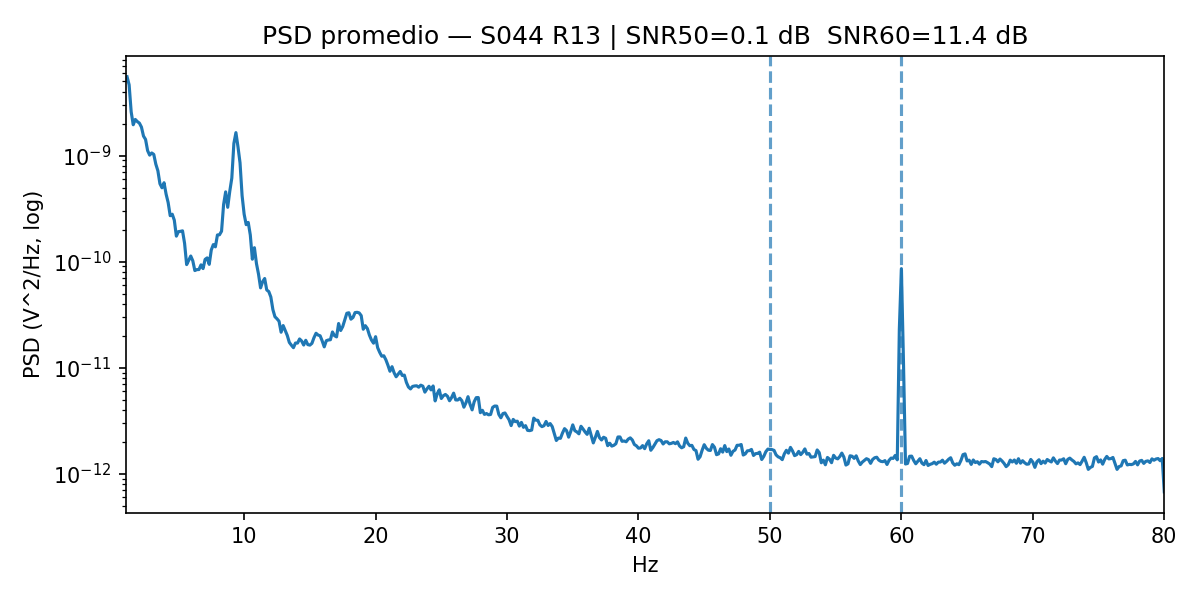 PSD promedio — S044 R13 | SNR50=0.1 dB  SNR60=11.4 dB
PSD (V^2/Hz, log)
10⁻⁹
10⁻¹⁰
10⁻¹¹
10⁻¹²
10 20 30 40 50 60 70 80
Hz